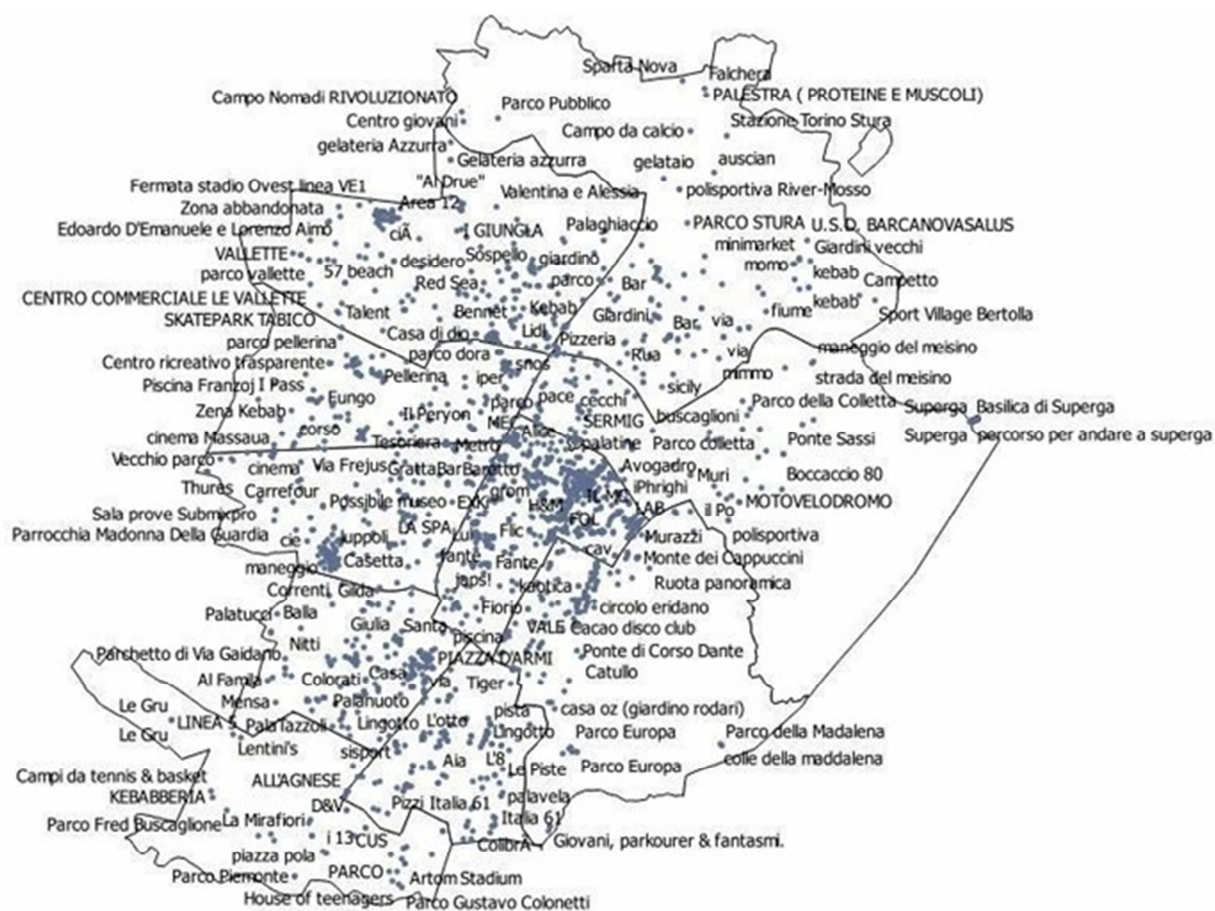 Sparta Nova
Falchera
Campo Nomadi RIVOLUZIONATO
PALESTRA ( PROTEINE E MUSCOLI)
Parco Pubblico
Centro giovani
Campo da calcio
Stazione Torino Stura
gelateria Azzurra
Gelateria azzurra
gelataio
auscian
"Al Drue"
Fermata stadio Ovest linea VE1
Valentina e Alessia
polisportiva River-Mosso
Zona abbandonata
Area 12
Edoardo D'Emanuele e Lorenzo Aimo
ciÃ
I GIUNGLA
Palaghiaccio
PARCO STURA
U.S.D. BARCANOVASALUS
minimarket
Giardini vecchi
VALLETTE
desidero
Sospello
giardino
momo
parco vallette
57 beach
Red Sea
parco
Bar
kebab
Campetto
CENTRO COMMERCIALE LE VALLETTE
Talent
Bennet
Kebab
Giardini
fiume
kebab
SKATEPARK TABICO
Bar
via
Sport Village Bertolla
parco pellerina
Casa di dio
Lidl
Pizzeria
Centro ricreativo trasparente
parco dora
snos
Rua
via
maneggio del meisino
Piscina Franzoj
I Pass
Pellerina
iper
sicily
mimmo
strada del meisino
Zena Kebab
Eungo
parco
pace
cecchi
Parco della Colletta
Superga
Basilica di Superga
Il Peryon
SERMIG
buscaglioni
cinema Massaua
corso
Tesoriera
Metro
Alice
palatine
Parco colletta
Ponte Sassi
Superga
percorso per andare a superga
Vecchio parco
cinema
Via Frejus
Gratta
BarBarotto
Avogadro
Muri
Boccaccio 80
Thures
Carrefour
Possibile museo
EXKi
grom
H&M
iPhrighi
LAB
il Po
MOTOVELODROMO
Sala prove Submixpro
LA SPA
FOL
Parrocchia Madonna Della Guardia
cie
luppoli
Lui
Flic
Murazzi
polisportiva
maneggio
Casetta
fante
Fante
cav
Monte dei Cappuccini
Correnti
Gilda
japs!
kaotica
Ruota panoramica
Palatucci
Balla
Fiorio
circolo eridano
Giulia
Santa
piscina
VALE
Cacao disco club
Nitti
Parchetto di Via Gaidano
PIAZZA D'ARMI
Ponte di Corso Dante
Al Famila
Colorati
Casa
via
Tiger
Catullo
Le Gru
Mensa
Palanuoto
pista
casa oz (giardino rodari)
LINEA 5
PalaTazzoli
Lingotto
L'otto
Lingotto
Parco Europa
Parco della Madalena
Le Gru
Lentini's
sisport
Aia
L'8
Le Piste
Parco Europa
colle della maddalena
Campi da tennis & basket
ALL'AGNESE
KEBABBERIA
D&V
Pizzi
Italia 61
palavela
Parco Fred Buscaglione
La Mirafiori
Italia 61
i 13
CUS
ColibrÃ
Giovani, parkourer & fantasmi.
piazza pola
Parco Piemonte
PARCO
Artom Stadium
House of teenagers
Parco Gustavo Colonetti